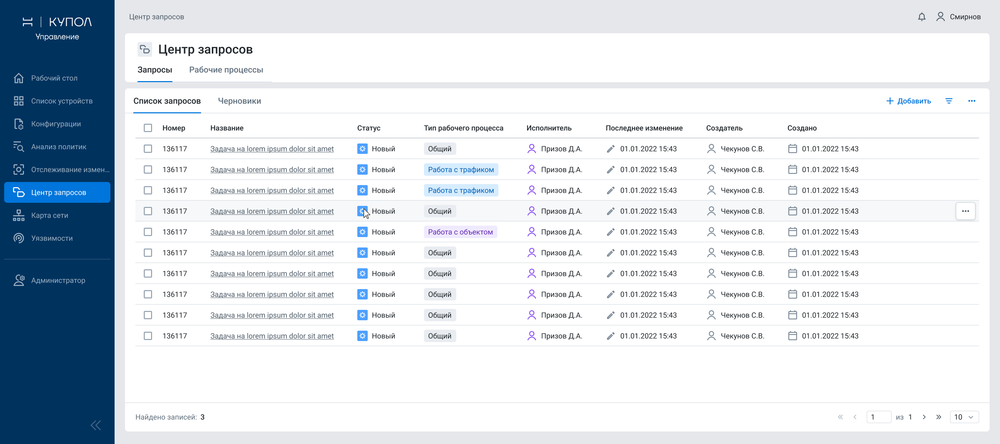 КУПОЛ
Управление
Рабочий стол
Список устройств
Конфигурации
Анализ политик
Отслеживание измен...
Центр запросов
Карта сети
Уязвимости
Администратор
Центр запросов
Смирнов
Центр запросов
Запросы Рабочие процессы
Список запросов Черновики Добавить
Номер Название Статус Тип рабочего процесса Исполнитель Последнее изменение Создатель Создано
136117 Задача на lorem ipsum dolor sit amet Новый Общий Призов Д.А. 01.01.2022 15:43 Чекунов С.В. 01.01.2022 15:43
136117 Задача на lorem ipsum dolor sit amet Новый Работа с трафиком Призов Д.А. 01.01.2022 15:43 Чекунов С.В. 01.01.2022 15:43
136117 Задача на lorem ipsum dolor sit amet Новый Работа с трафиком Призов Д.А. 01.01.2022 15:43 Чекунов С.В. 01.01.2022 15:43
136117 Задача на lorem ipsum dolor sit amet Новый Общий Призов Д.А. 01.01.2022 15:43 Чекунов С.В. 01.01.2022 15:43
136117 Задача на lorem ipsum dolor sit amet Новый Работа с объектом Призов Д.А. 01.01.2022 15:43 Чекунов С.В. 01.01.2022 15:43
136117 Задача на lorem ipsum dolor sit amet Новый Общий Призов Д.А. 01.01.2022 15:43 Чекунов С.В. 01.01.2022 15:43
136117 Задача на lorem ipsum dolor sit amet Новый Общий Призов Д.А. 01.01.2022 15:43 Чекунов С.В. 01.01.2022 15:43
136117 Задача на lorem ipsum dolor sit amet Новый Общий Призов Д.А. 01.01.2022 15:43 Чекунов С.В. 01.01.2022 15:43
136117 Задача на lorem ipsum dolor sit amet Новый Общий Призов Д.А. 01.01.2022 15:43 Чекунов С.В. 01.01.2022 15:43
136117 Задача на lorem ipsum dolor sit amet Новый Общий Призов Д.А. 01.01.2022 15:43 Чекунов С.В. 01.01.2022 15:43
Найдено записей: 3 1 из 1 10